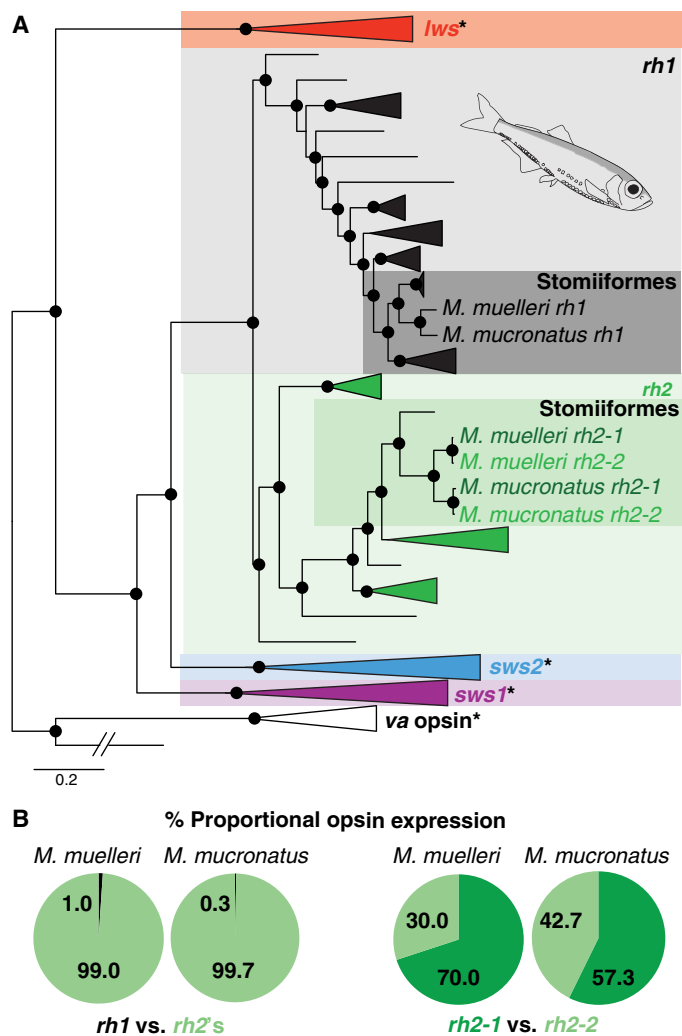 A
lws*
rh1
Stomiiformes
M. muelleri rh1
M. mucronatus rh1
rh2
Stomiiformes
M. muelleri rh2-1
M. muelleri rh2-2
M. mucronatus rh2-1
M. mucronatus rh2-2
sws2*
sws1*
va opsin*
0.2
B
% Proportional opsin expression
M. muelleri M. mucronatus M. muelleri M. mucronatus
1.0 0.3 30.0 42.7
99.0 99.7 70.0 57.3
rh1 vs. rh2's rh2-1 vs. rh2-2